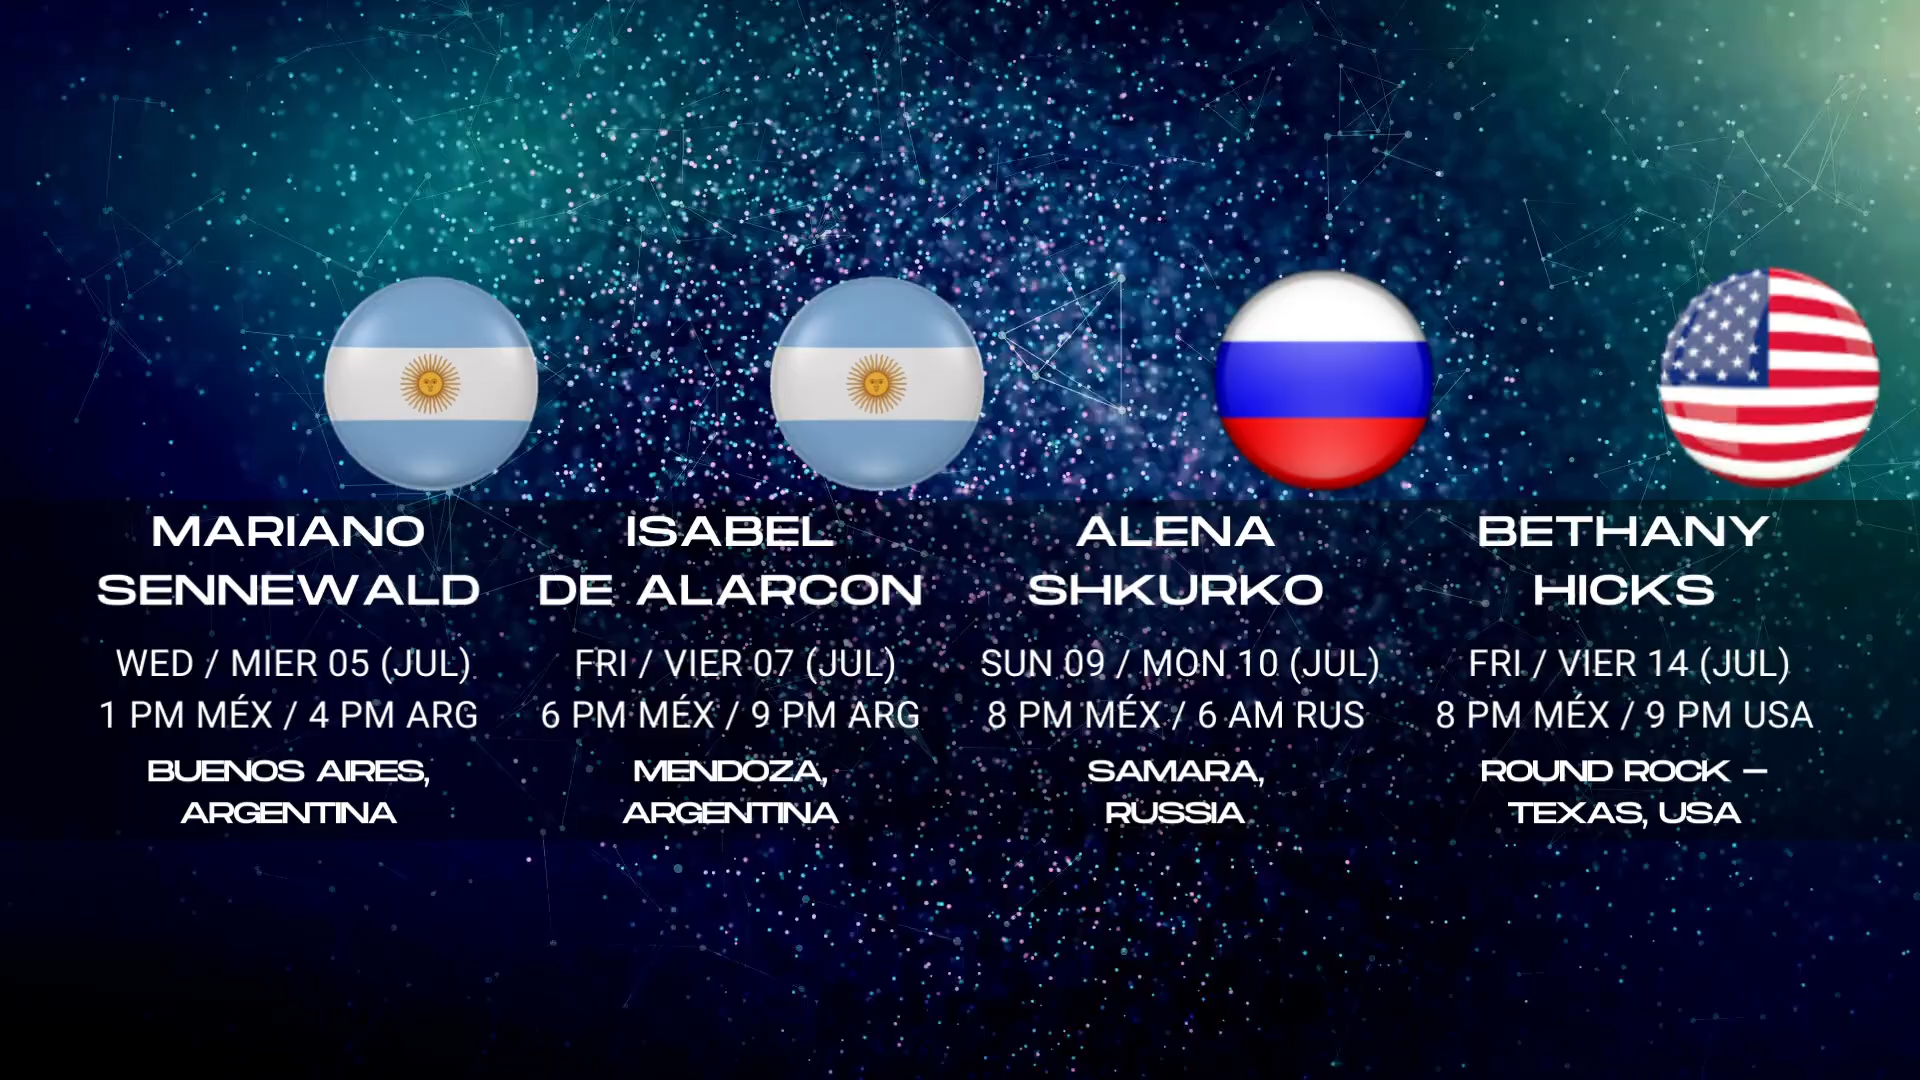 MARIANO
SENNEWALD
WED / MIER 05 (JUL)
1 PM MÉX / 4 PM ARG
BUENOS AIRES,
ARGENTINA
ISABEL
DE ALARCON
FRI / VIER 07 (JUL)
6 PM MÉX / 9 PM ARG
MENDOZA,
ARGENTINA
ALENA
SHKURKO
SUN 09 / MON 10 (JUL)
8 PM MÉX / 6 AM RUS
SAMARA,
RUSSIA
BETHANY
HICKS
FRI / VIER 14 (JUL)
8 PM MÉX / 9 PM USA
ROUND ROCK –
TEXAS, USA